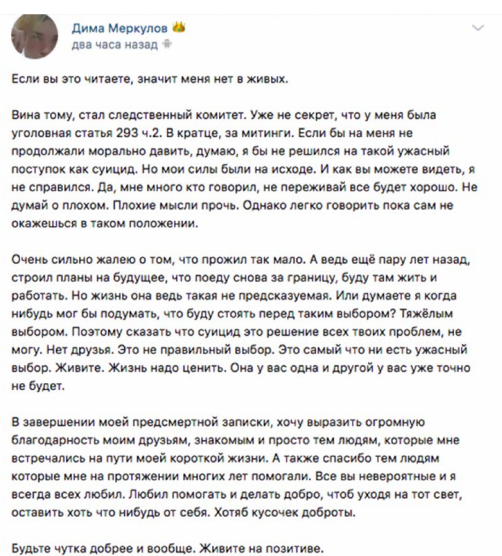 Дима Меркулов
два часа назад
Если вы это читаете, значит меня нет в живых.
Вина тому, стал следственный комитет. Уже не секрет, что у меня была
уголовная статья 293 ч.2. В кратце, за митинги. Если бы на меня не
продолжали морально давить, думаю, я бы не решился на такой ужасный
поступок как суицид. Но мои силы были на исходе. И как вы можете видеть, я
не справился. Да, мне много кто говорил, не переживай все будет хорошо. Не
думай о плохом. Плохие мысли прочь. Однако легко говорить пока сам не
окажешься в таком положении.
Очень сильно жалею о том, что прожил так мало. А ведь ещё пару лет назад,
строил планы на будущее, что поеду снова за границу, буду там жить и
работать. Но жизнь она ведь такая не предсказуемая. Или думаете я когда
нибудь мог бы подумать, что буду стоять перед таким выбором? Тяжёлым
выбором. Поэтому сказать что суицид это решение всех твоих проблем, не
могу. Нет друзья. Это не правильный выбор. Это самый что ни есть ужасный
выбор. Живите. Жизнь надо ценить. Она у вас одна и другой у вас уже точно
не будет.
В завершении моей предсмертной записки, хочу выразить огромную
благодарность моим друзьям, знакомым и просто тем людям, которые мне
встречались на пути моей короткой жизни. А также спасибо тем людям
которые мне на протяжении многих лет помогали. Все вы невероятные и я
всегда всех любил. Любил помогать и делать добро, чтоб уходя на тот свет,
оставить хоть что нибудь от себя. Хотяб кусочек доброты.
Будьте чутка добрее и вообще. Живите на позитиве.